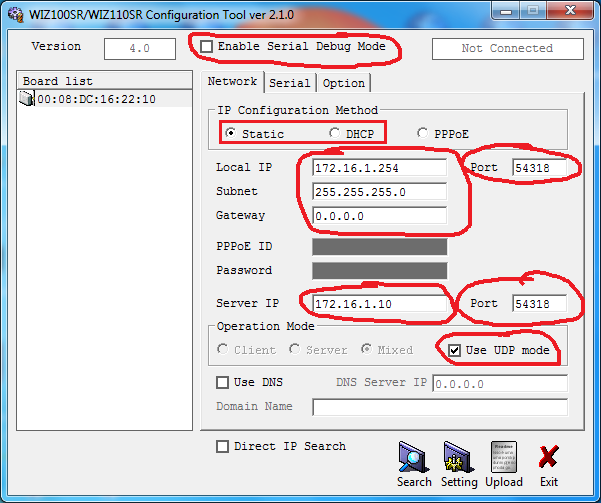 WIZ100SR/WIZ110SR Configuration Tool ver 2.1.0
Version 4.0 Enable Serial Debug Mode Not Connected
Board list
00:08:DC:16:22:10
Network Serial Option
IP Configuration Method
Static DHCP PPPoE
Local IP 172.16.1.254 Port 54318
Subnet 255.255.255.0
Gateway 0.0.0.0
PPPoE ID
Password
Server IP 172.16.1.10 Port 54318
Operation Mode
Client Server Mixed Use UDP mode
Use DNS DNS Server IP 0.0.0.0
Domain Name
Direct IP Search
Search Setting Upload Exit